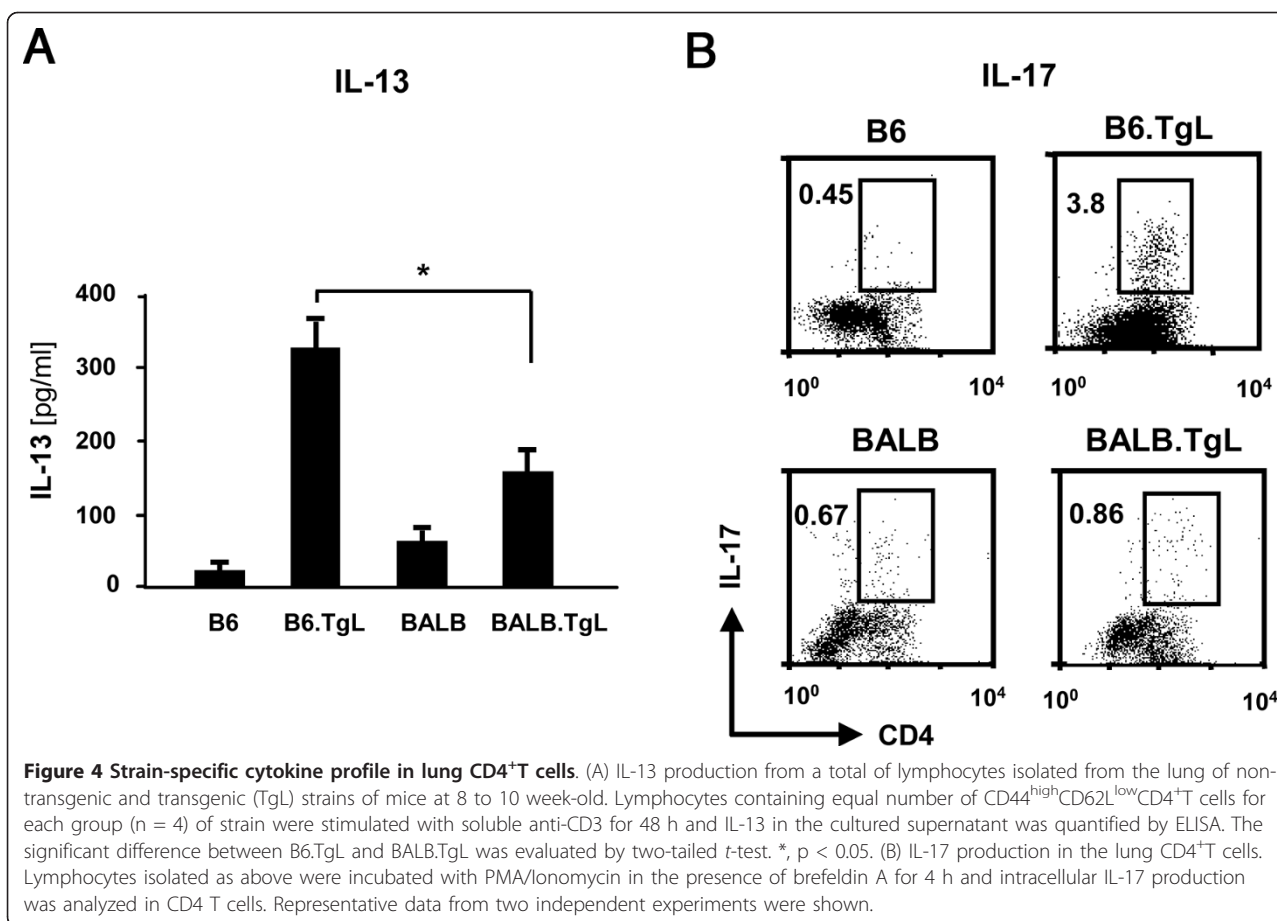 A
IL-13
IL-13 [pg/ml]
400
300
200
100
0
*
B6
B6.TgL
BALB
BALB.TgL
B
IL-17
B6
B6.TgL
0.45
3.8
10⁰ 10⁴
10⁰ 10⁴
BALB
BALB.TgL
0.67
0.86
10⁰ 10⁴
10⁰ 10⁴
IL-17
CD4
Figure 4 Strain-specific cytokine profile in lung CD4⁺T cells. (A) IL-13 production from a total of lymphocytes isolated from the lung of non-
transgenic and transgenic (TgL) strains of mice at 8 to 10 week-old. Lymphocytes containing equal number of CD44ʰⁱᵍʰCD62LˡᵒʷCD4⁺T cells for
each group (n = 4) of strain were stimulated with soluble anti-CD3 for 48 h and IL-13 in the cultured supernatant was quantified by ELISA. The
significant difference between B6.TgL and BALB.TgL was evaluated by two-tailed t-test. *, p < 0.05. (B) IL-17 production in the lung CD4⁺T cells.
Lymphocytes isolated as above were incubated with PMA/Ionomycin in the presence of brefeldin A for 4 h and intracellular IL-17 production
was analyzed in CD4 T cells. Representative data from two independent experiments were shown.